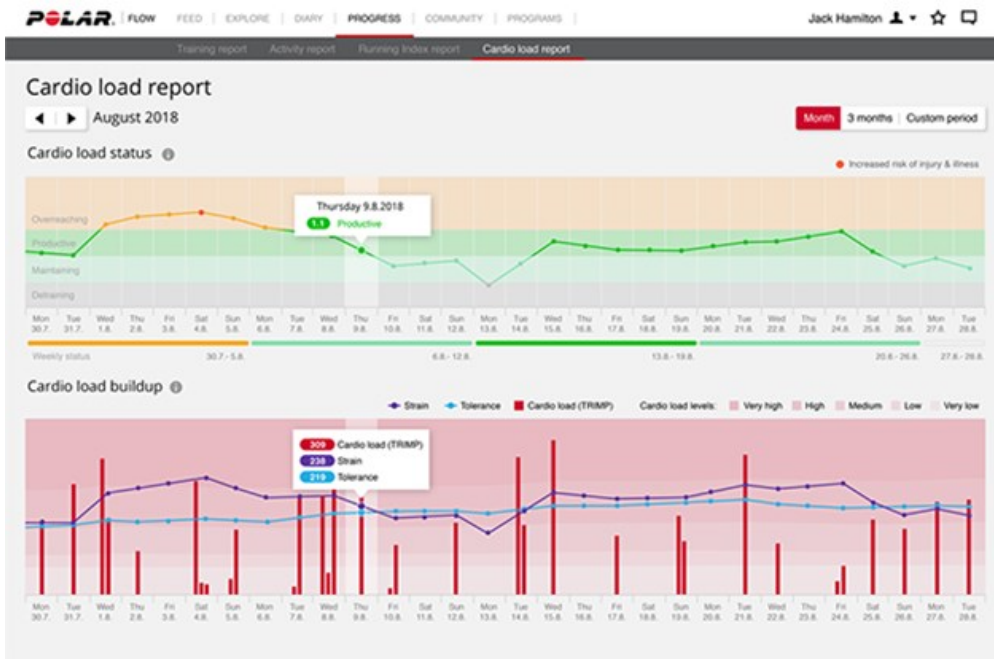 POLAR. FLOW FEED EXPLORE DIARY PROGRESS COMMUNITY PROGRAMS Jack Hamilton
Training report Activity report Running Index report Cardio load report
Cardio load report
August 2018 Month 3 months Custom period
Cardio load status
Increased risk of injury & illness
Thursday 9.8.2018
1.1 Productive
Overreaching
Productive
Maintaining
Detraining
Mon Tue Wed Thu Fri Sat Sun Mon Tue Wed Thu Fri Sat Sun Mon Tue Wed Thu Fri Sat Sun Mon Tue Wed Thu Fri Sat Sun Mon Tue
30.7. 31.7. 1.8. 2.8. 3.8. 4.8. 5.8. 6.8. 7.8. 8.8. 9.8. 10.8. 11.8. 12.8. 13.8. 14.8. 15.8. 16.8. 17.8. 18.8. 19.8. 20.8. 21.8. 22.8. 23.8. 24.8. 25.8. 26.8. 27.8. 28.8.
Weekly status 30.7 - 5.8. 6.8 - 12.8. 13.8 - 19.8. 20.8 - 26.8. 27.8 - 28.8.
Cardio load buildup
Strain Tolerance Cardio load (TRIMP) Cardio load levels: Very high High Medium Low Very low
309 Cardio load (TRIMP)
238 Strain
219 Tolerance
Mon Tue Wed Thu Fri Sat Sun Mon Tue Wed Thu Fri Sat Sun Mon Tue Wed Thu Fri Sat Sun Mon Tue Wed Thu Fri Sat Sun Mon Tue
30.7. 31.7. 1.8. 2.8. 3.8. 4.8. 5.8. 6.8. 7.8. 8.8. 9.8. 10.8. 11.8. 12.8. 13.8. 14.8. 15.8. 16.8. 17.8. 18.8. 19.8. 20.8. 21.8. 22.8. 23.8. 24.8. 25.8. 26.8. 27.8. 28.8.